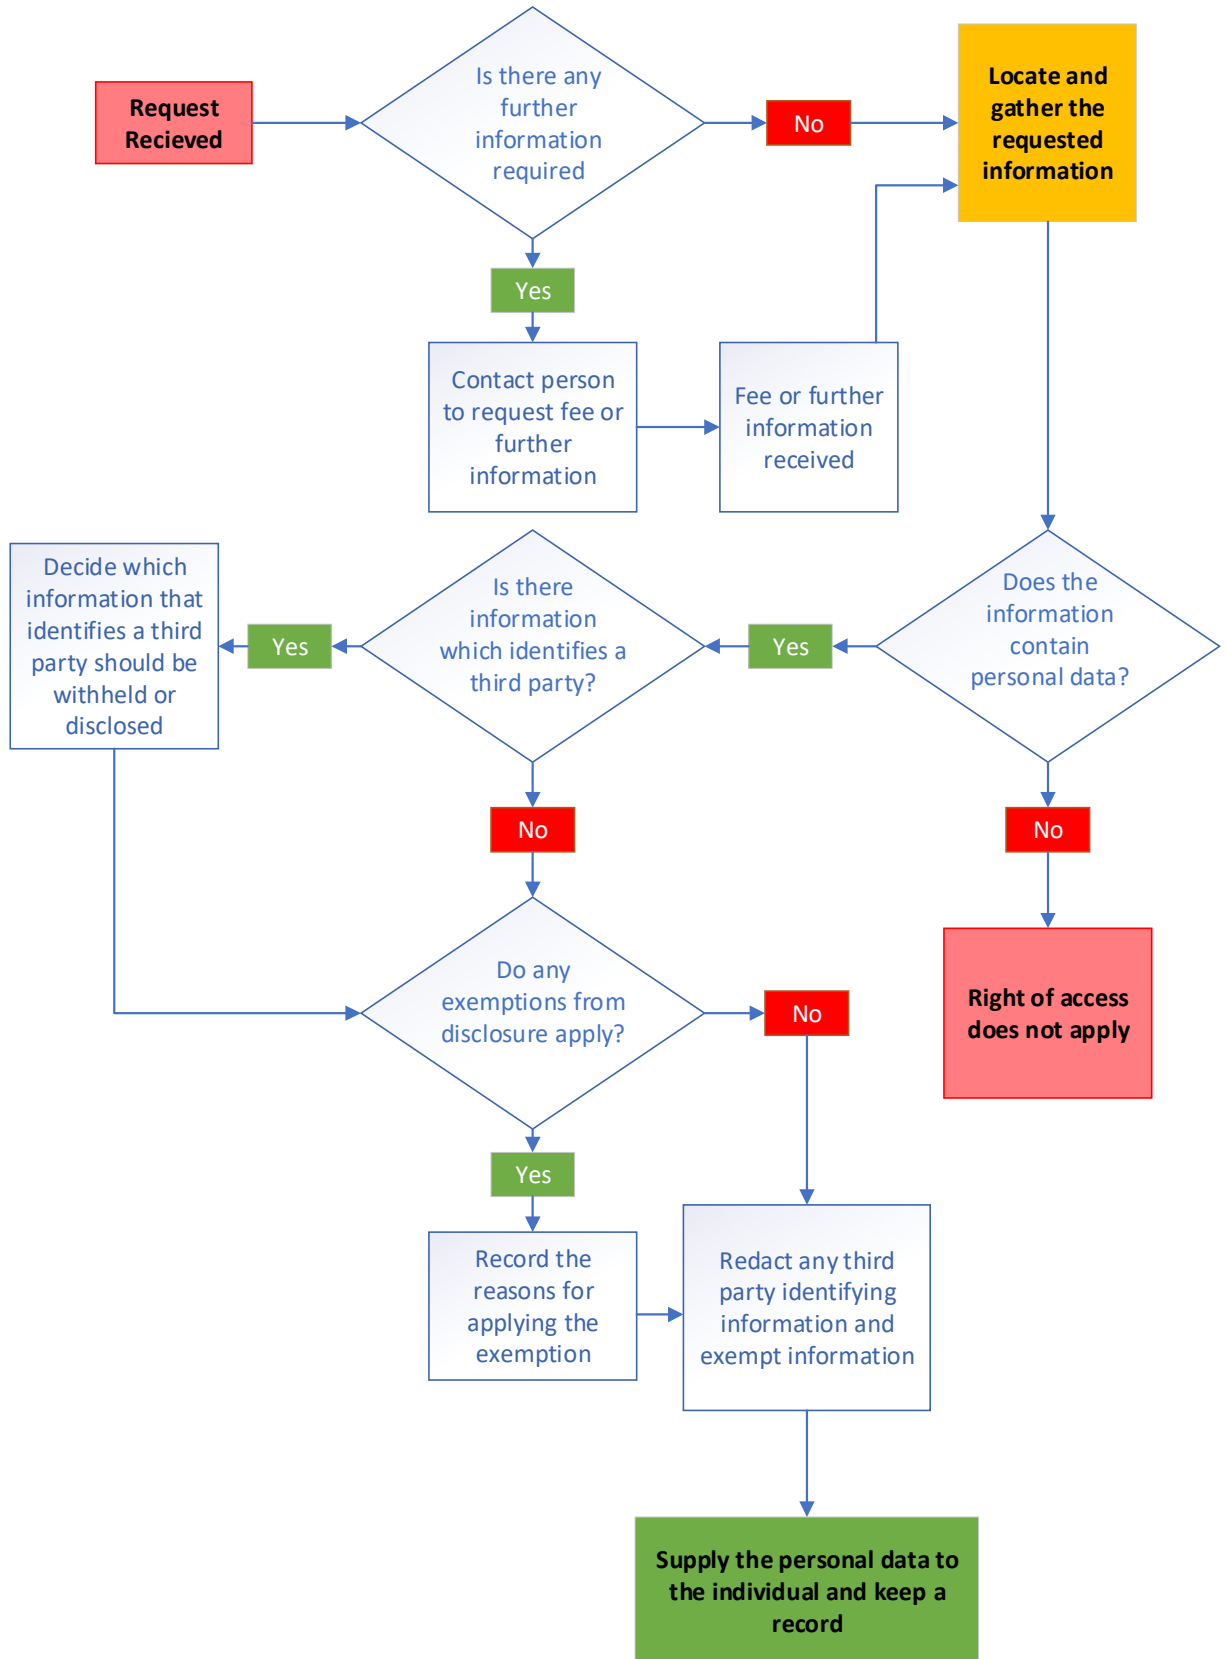 Request
Recieved
Is there any
further
information
required
No
Locate and
gather the
requested
information
Yes
Contact person
to request fee or
further
information
Fee or further
information
received
Decide which
information that
identifies a third
party should be
withheld or
disclosed
Yes
Is there
information
which identifies a
third party?
Yes
Does the
information
contain
personal data?
No
No
Do any
exemptions from
disclosure apply?
No
Right of access
does not apply
Yes
Record the
reasons for
applying the
exemption
Redact any third
party identifying
information and
exempt information
Supply the personal data to
the individual and keep a
record